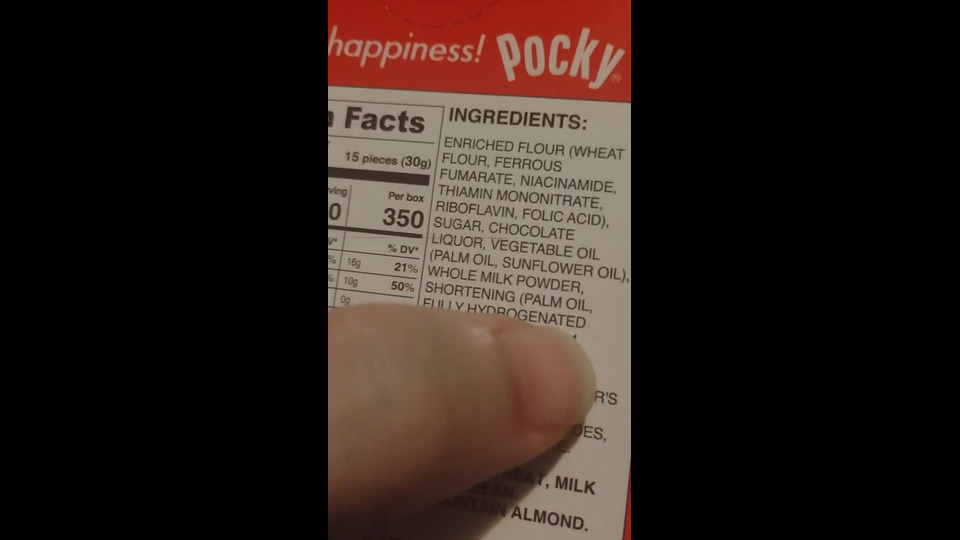 happiness! Pocky®
Facts
15 pieces (30g)
Per box
350
% DV*
16g 21%
10g 50%
0g
INGREDIENTS:
ENRICHED FLOUR (WHEAT
FLOUR, FERROUS
FUMARATE, NIACINAMIDE,
THIAMIN MONONITRATE,
RIBOFLAVIN, FOLIC ACID),
SUGAR, CHOCOLATE
LIQUOR, VEGETABLE OIL
(PALM OIL, SUNFLOWER OIL),
WHOLE MILK POWDER,
SHORTENING (PALM OIL,
FULLY HYDROGENATED
MILK
ALMOND.